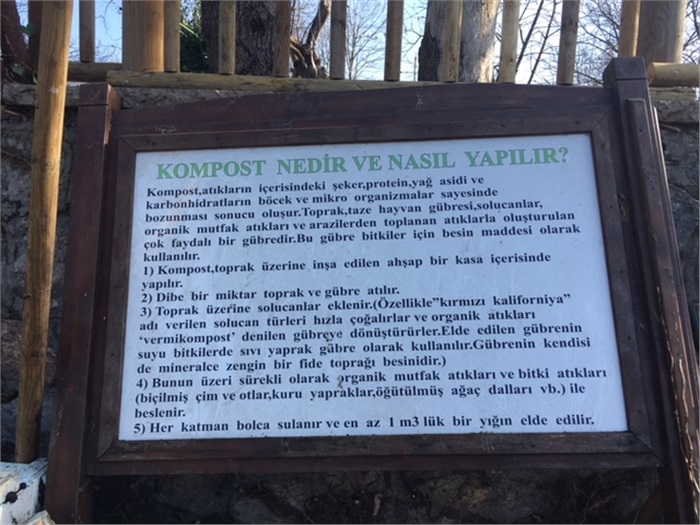 KOMPOST NEDİR VE NASIL YAPILIR?
Kompost,atıkların içerisindeki şeker,protein,yağ asidi ve
karbonhidratların böcek ve mikro organizmalar sayesinde
bozunması sonucu oluşur.Toprak,taze hayvan gübresi,solucanlar,
organik mutfak atıkları ve arazilerden toplanan atıklarla oluşturulan
çok faydalı bir gübredir.Bu gübre bitkiler için besin maddesi olarak
kullanılır.
1) Kompost,toprak üzerine inşa edilen ahşap bir kasa içerisinde
yapılır.
2) Dibe bir miktar toprak ve gübre atılır.
3) Toprak üzerine solucanlar eklenir.(Özellikle"kırmızı kaliforniya"
adı verilen solucan türleri hızla çoğalırlar ve organik atıkları
'vermikompost' denilen gübreye dönüştürürler.Elde edilen gübrenin
suyu bitkilerde sıvı yaprak gübre olarak kullanılır.Gübrenin kendisi
de mineralce zengin bir fide toprağı besinidir.)
4) Bunun üzeri sürekli olarak organik mutfak atıkları ve bitki atıkları
(biçilmiş çim ve otlar,kuru yapraklar,öğütülmüş ağaç dalları vb.) ile
beslenir.
5) Her katman bolca sulanır ve en az 1 m3 lük bir yığın elde edilir.